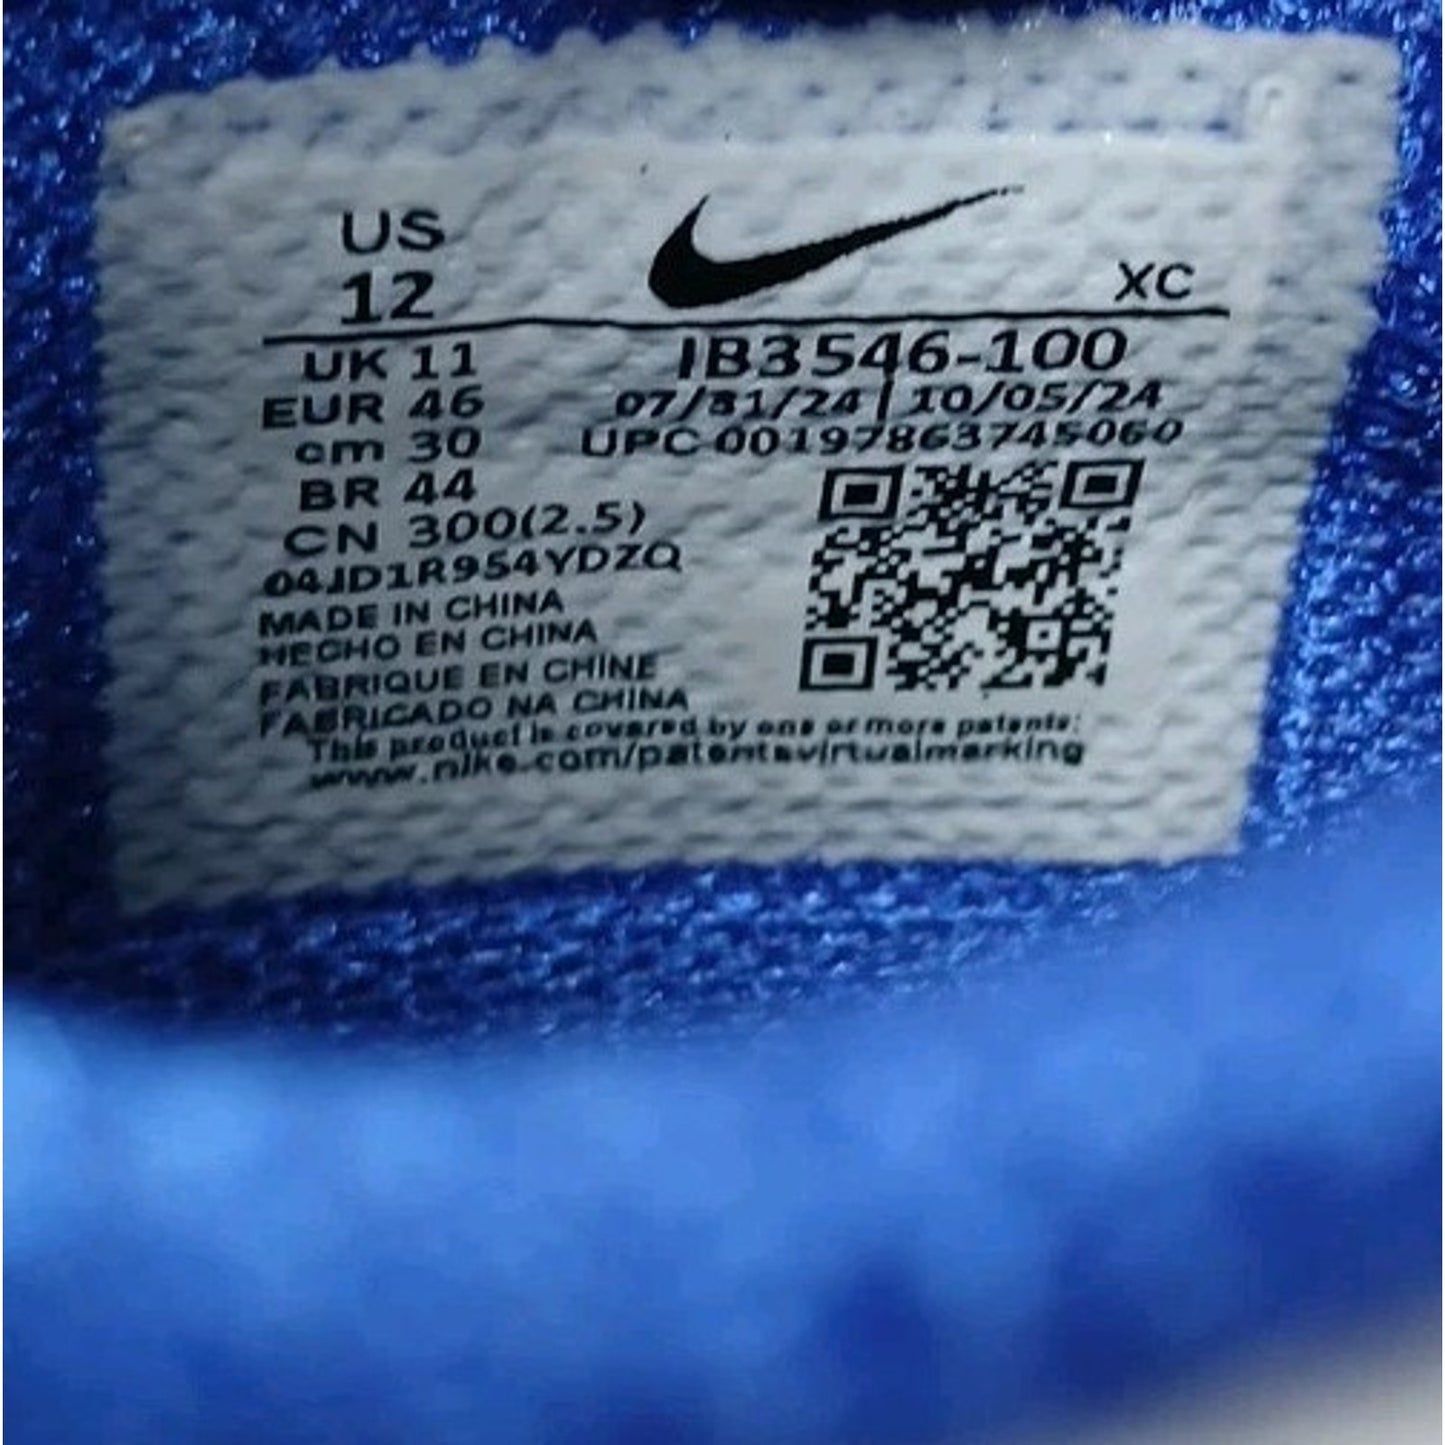 US
12
XC
UK 11
EUR 46
cm 30
BR 44
CN 300(2.5)
04JD1R954YDZQ
MADE IN CHINA
HECHO EN CHINA
FABRIQUE EN CHINE
FABRICADO NA CHINA
IB3546-100
07/31/24 | 10/05/24
UPC 00197863745060
This product is covered by one or more patents:
www.nike.com/patentsvirtualmarking